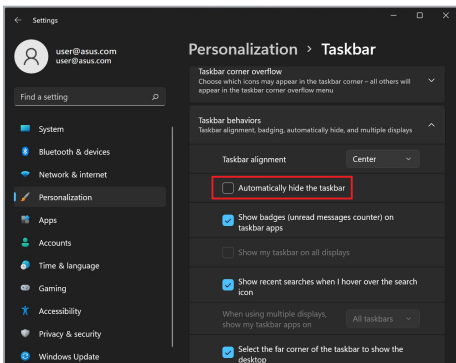 Settings
user@asus.com
user@asus.com
Find a setting
System
Bluetooth & devices
Network & internet
Personalization
Apps
Accounts
Time & language
Gaming
Accessibility
Privacy & security
Windows Update
Personalization > Taskbar
Taskbar corner overflow
Choose which icons may appear in the taskbar corner – all others will
appear in the taskbar corner overflow menu
Taskbar behaviors
Taskbar alignment, badging, automatically hide, and multiple displays
Taskbar alignment
Center
Automatically hide the taskbar
Show badges (unread messages counter) on
taskbar apps
Show my taskbar on all displays
Show recent searches when I hover over the search
icon
When using multiple displays,
show my taskbar apps on
All taskbars
Select the far corner of the taskbar to show the
desktop